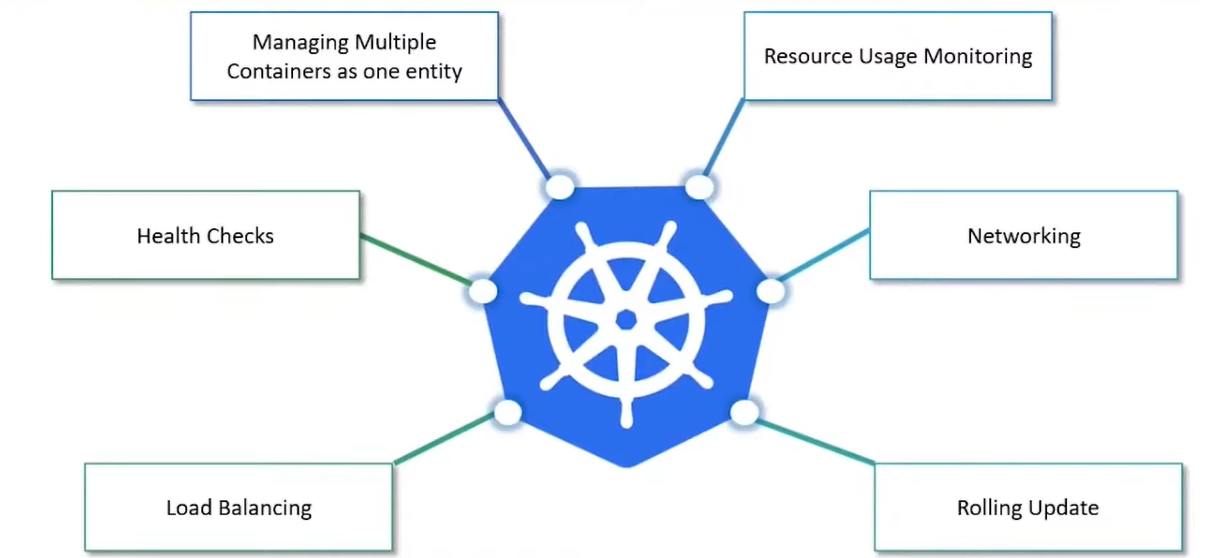 Managing Multiple
Containers as one entity
Resource Usage Monitoring
Health Checks
Networking
Load Balancing
Rolling Update